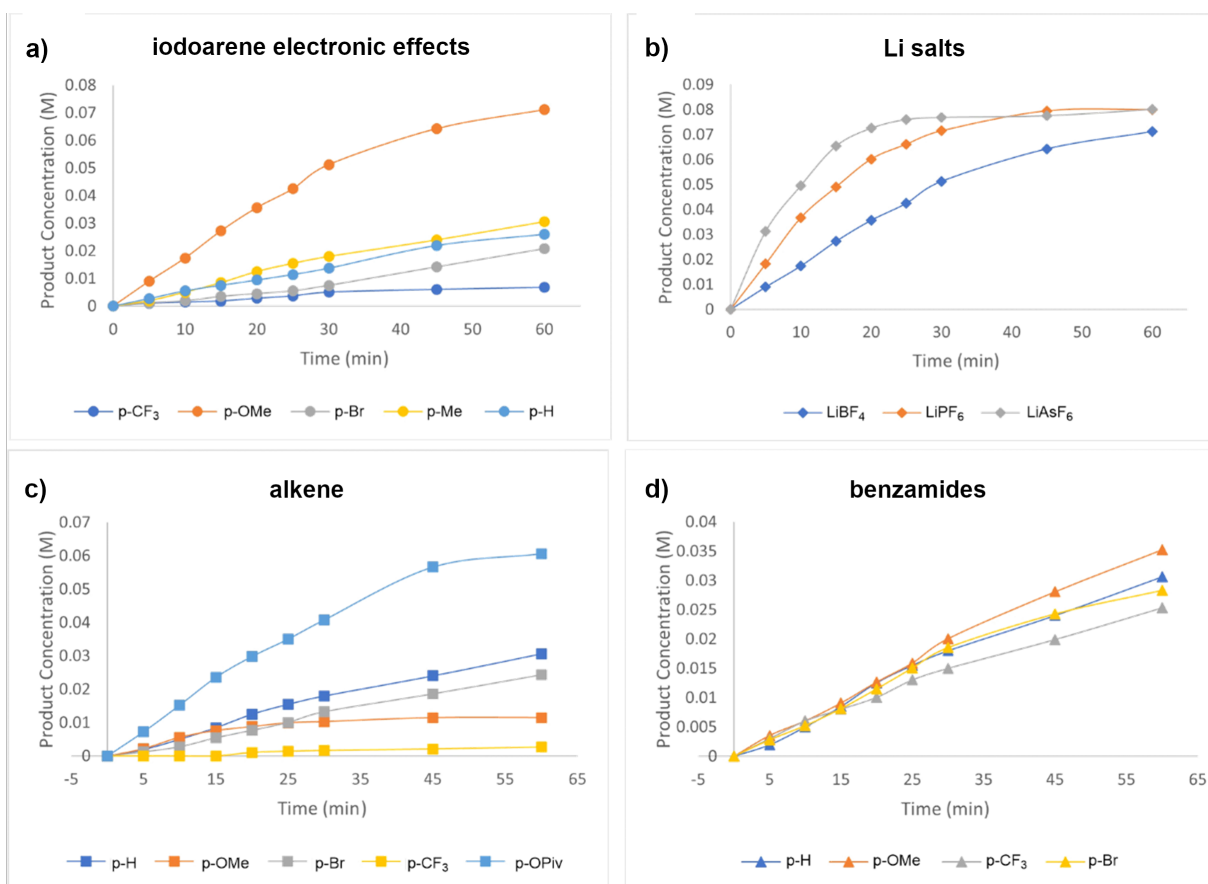 a)
iodoarene electronic effects
Product Concentration (M)
0.08
0.07
0.06
0.05
0.04
0.03
0.02
0.01
0
0 10 20 30 40 50 60
Time (min)
p-CF₃ p-OMe p-Br p-Me p-H
b)
Li salts
Product Concentration (M)
0.09
0.08
0.07
0.06
0.05
0.04
0.03
0.02
0.01
0
0 10 20 30 40 50 60
Time (min)
LiBF₄ LiPF₆ LiAsF₆
c)
alkene
Product Concentration (M)
0.07
0.06
0.05
0.04
0.03
0.02
0.01
0
-5 5 15 25 35 45 55 65
Time (min)
p-H p-OMe p-Br p-CF₃ p-OPiv
d)
benzamides
Product Concentration (M)
0.04
0.035
0.03
0.025
0.02
0.015
0.01
0.005
0
-5 5 15 25 35 45 55 65
Time (min)
p-H p-OMe p-CF₃ p-Br